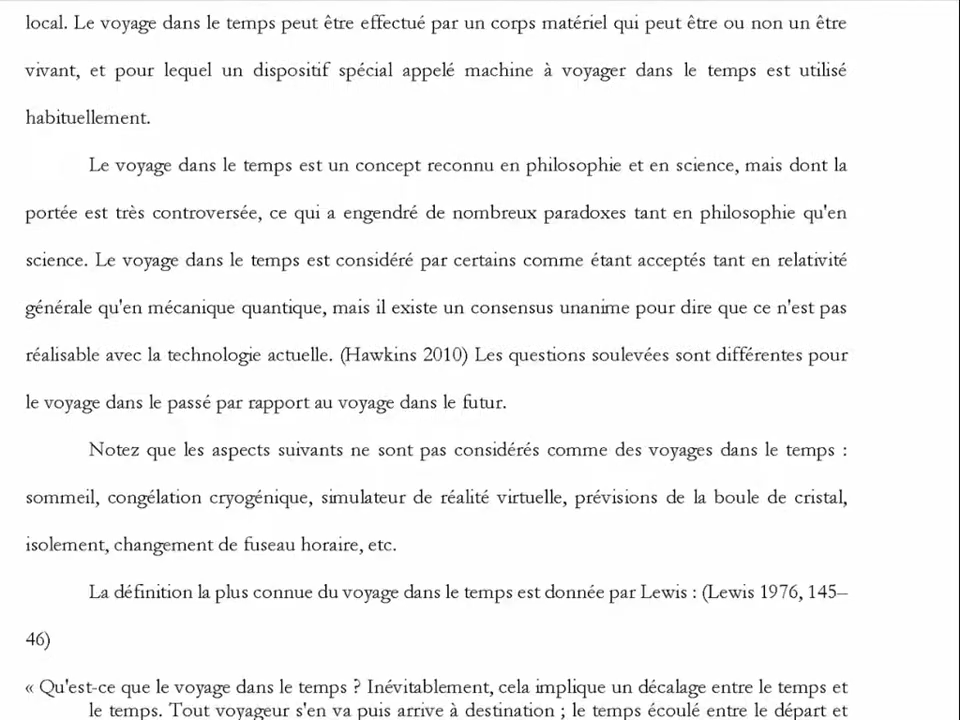 local. Le voyage dans le temps peut être effectué par un corps matériel qui peut être ou non un être
vivant, et pour lequel un dispositif spécial appelé machine à voyager dans le temps est utilisé
habituellement.
Le voyage dans le temps est un concept reconnu en philosophie et en science, mais dont la
portée est très controversée, ce qui a engendré de nombreux paradoxes tant en philosophie qu'en
science. Le voyage dans le temps est considéré par certains comme étant acceptés tant en relativité
générale qu'en mécanique quantique, mais il existe un consensus unanime pour dire que ce n'est pas
réalisable avec la technologie actuelle. (Hawkins 2010) Les questions soulevées sont différentes pour
le voyage dans le passé par rapport au voyage dans le futur.
Notez que les aspects suivants ne sont pas considérés comme des voyages dans le temps :
sommeil, congélation cryogénique, simulateur de réalité virtuelle, prévisions de la boule de cristal,
isolement, changement de fuseau horaire, etc.
La définition la plus connue du voyage dans le temps est donnée par Lewis : (Lewis 1976, 145–
46)
« Qu'est-ce que le voyage dans le temps ? Inévitablement, cela implique un décalage entre le temps et
le temps. Tout voyageur s'en va puis arrive à destination ; le temps écoulé entre le départ et